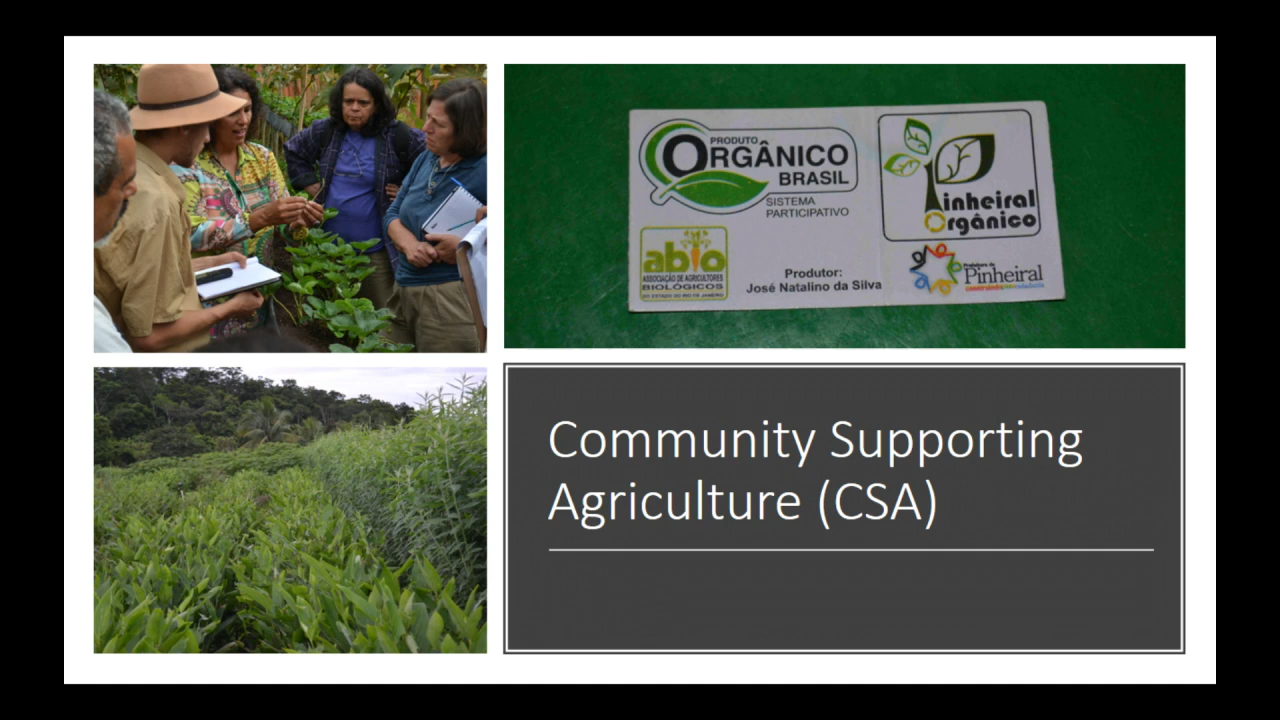 PRODUTO
ORGÂNICO
BRASIL
SISTEMA
PARTICIPATIVO
abio
ASSOCIAÇÃO DE AGRICULTORES
BIOLÓGICOS
DO ESTADO DO RIO DE JANEIRO
Produtor:
José Natalino da Silva
Pinheiral
Orgânico
Prefeitura de
Pinheiral
Community Supporting
Agriculture (CSA)